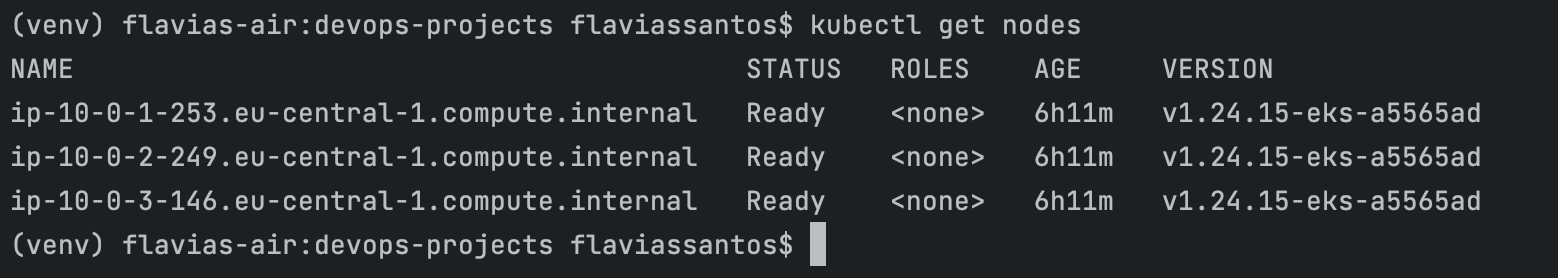 (venv) flavias-air:devops-projects flaviassantos$ kubectl get nodes
NAME STATUS ROLES AGE VERSION
ip-10-0-1-253.eu-central-1.compute.internal Ready <none> 6h11m v1.24.15-eks-a5565ad
ip-10-0-2-249.eu-central-1.compute.internal Ready <none> 6h11m v1.24.15-eks-a5565ad
ip-10-0-3-146.eu-central-1.compute.internal Ready <none> 6h11m v1.24.15-eks-a5565ad
(venv) flavias-air:devops-projects flaviassantos$